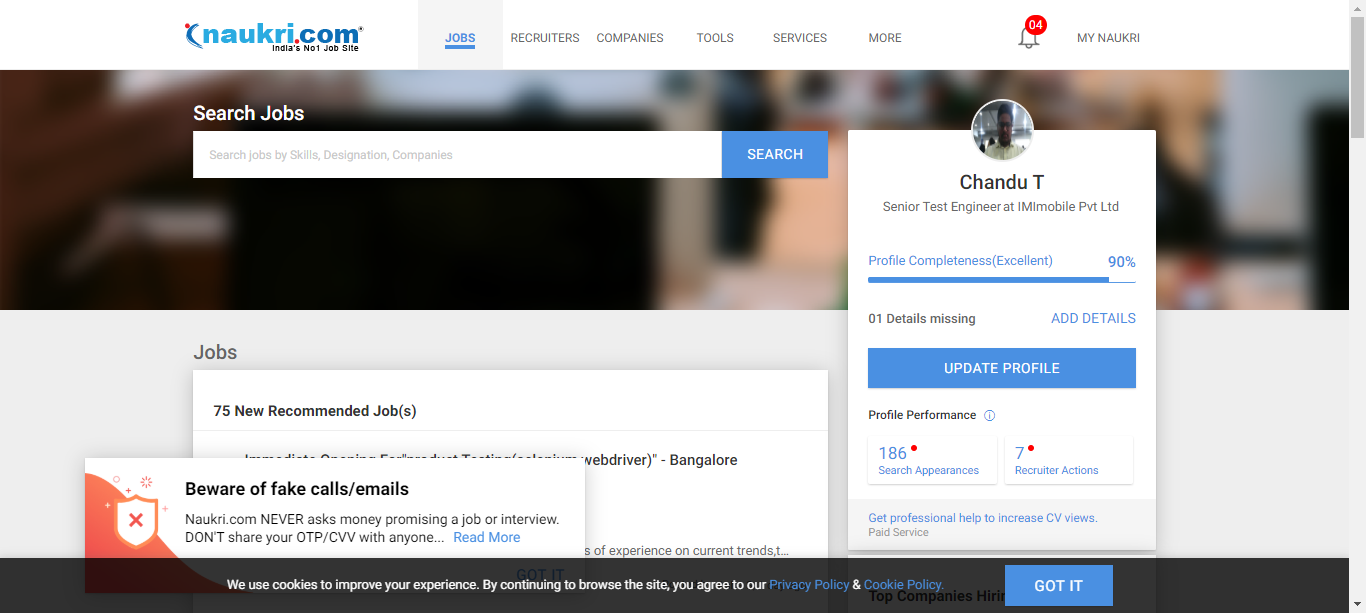 naukri.com
India's No1 Job Site
JOBS
RECRUITERS
COMPANIES
TOOLS
SERVICES
MORE
04
MY NAUKRI
Search Jobs
Search jobs by Skills, Designation, Companies
SEARCH
Chandu T
Senior Test Engineer at IMImobile Pvt Ltd
Profile Completeness(Excellent)
90%
01 Details missing
ADD DETAILS
UPDATE PROFILE
Profile Performance
186
Search Appearances
7
Recruiter Actions
Get professional help to increase CV views.
Paid Service
Jobs
75 New Recommended Job(s)
Immediate Opening For"product Testing(selenium webdriver)" - Bangalore
Beware of fake calls/emails
Naukri.com NEVER asks money promising a job or interview.
DON'T share your OTP/CVV with anyone... Read More
s of experience on current trends,t...
GOT IT
We use cookies to improve your experience. By continuing to browse the site, you agree to our Privacy Policy & Cookie Policy.
GOT IT
Top Companies Hirin